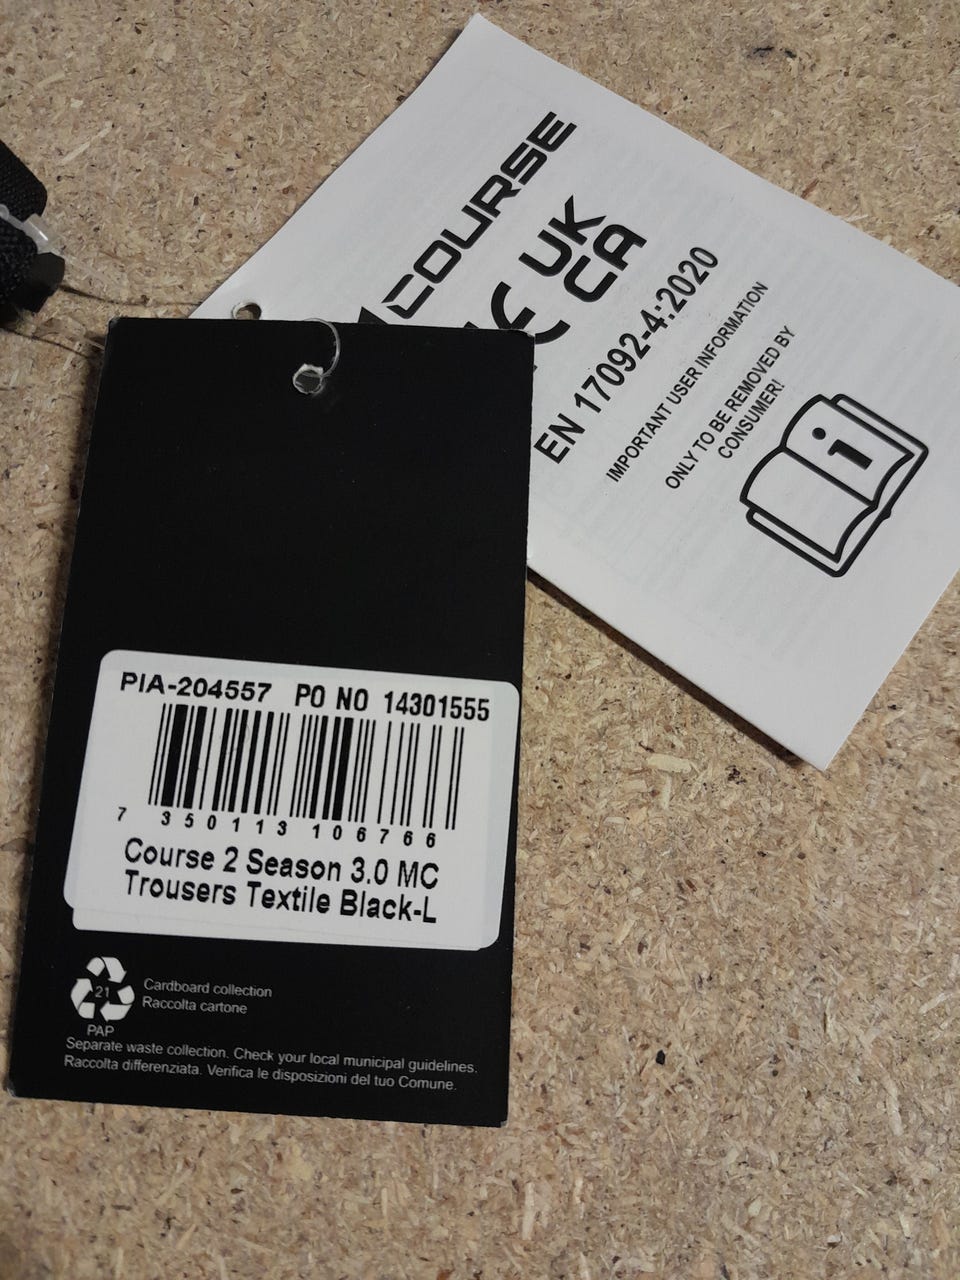 COURSE
CE UK
CA
EN 17092-4:2020
IMPORTANT USER INFORMATION
ONLY TO BE REMOVED BY
CONSUMER!
i
PIA-204557 PO NO 14301555
7 350113 106766
Course 2 Season 3.0 MC
Trousers Textile Black-L
21
PAP
Cardboard collection
Raccolta cartone
Separate waste collection. Check your local municipal guidelines.
Raccolta differenziata. Verifica le disposizioni del tuo Comune.